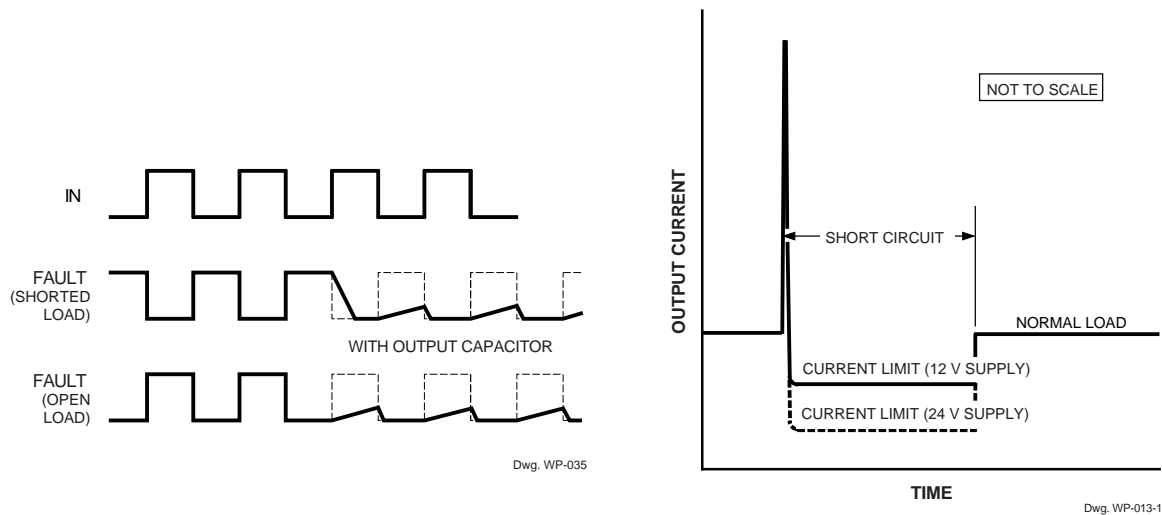 IN
FAULT
(SHORTED
LOAD)
WITH OUTPUT CAPACITOR
FAULT
(OPEN
LOAD)
Dwg. WP-035
OUTPUT CURRENT
NOT TO SCALE
SHORT CIRCUIT
NORMAL LOAD
CURRENT LIMIT (12 V SUPPLY)
CURRENT LIMIT (24 V SUPPLY)
TIME
Dwg. WP-013-1